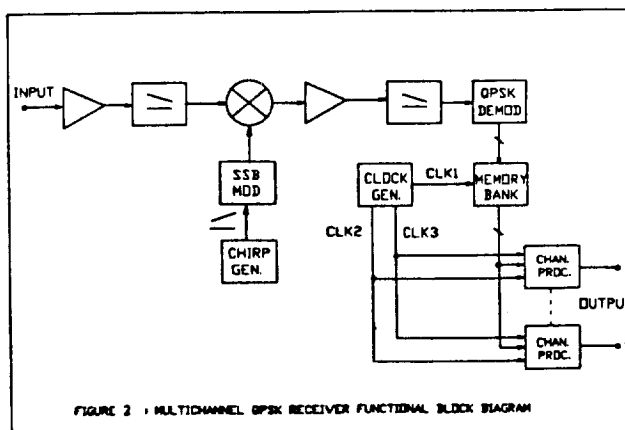 INPUT
QPSK
DEMOD
SSB
MOD
CLOCK
GEN.
CLK1
MEMORY
BANK
CLK2
CLK3
CHIRP
GEN.
CHAN.
PROC.
OUTPUT
CHAN.
PROC.
FIGURE 2 : MULTICHANNEL QPSK RECEIVER FUNCTIONAL BLOCK DIAGRAM